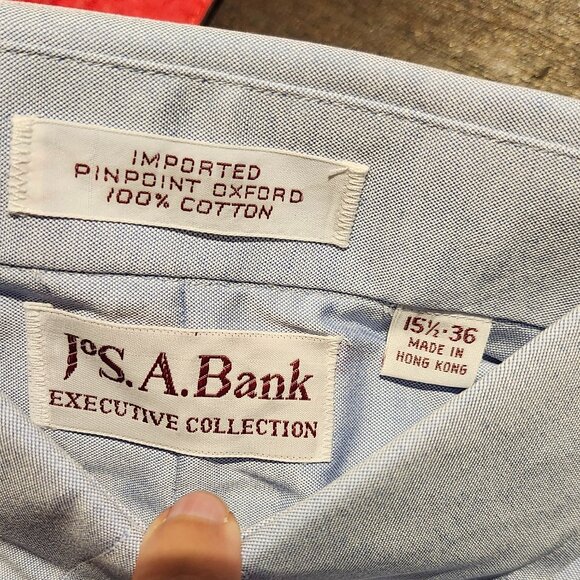 IMPORTED
PINPOINT OXFORD
100% COTTON
JOS. A. Bank
EXECUTIVE COLLECTION
15½·36
MADE IN
HONG KONG